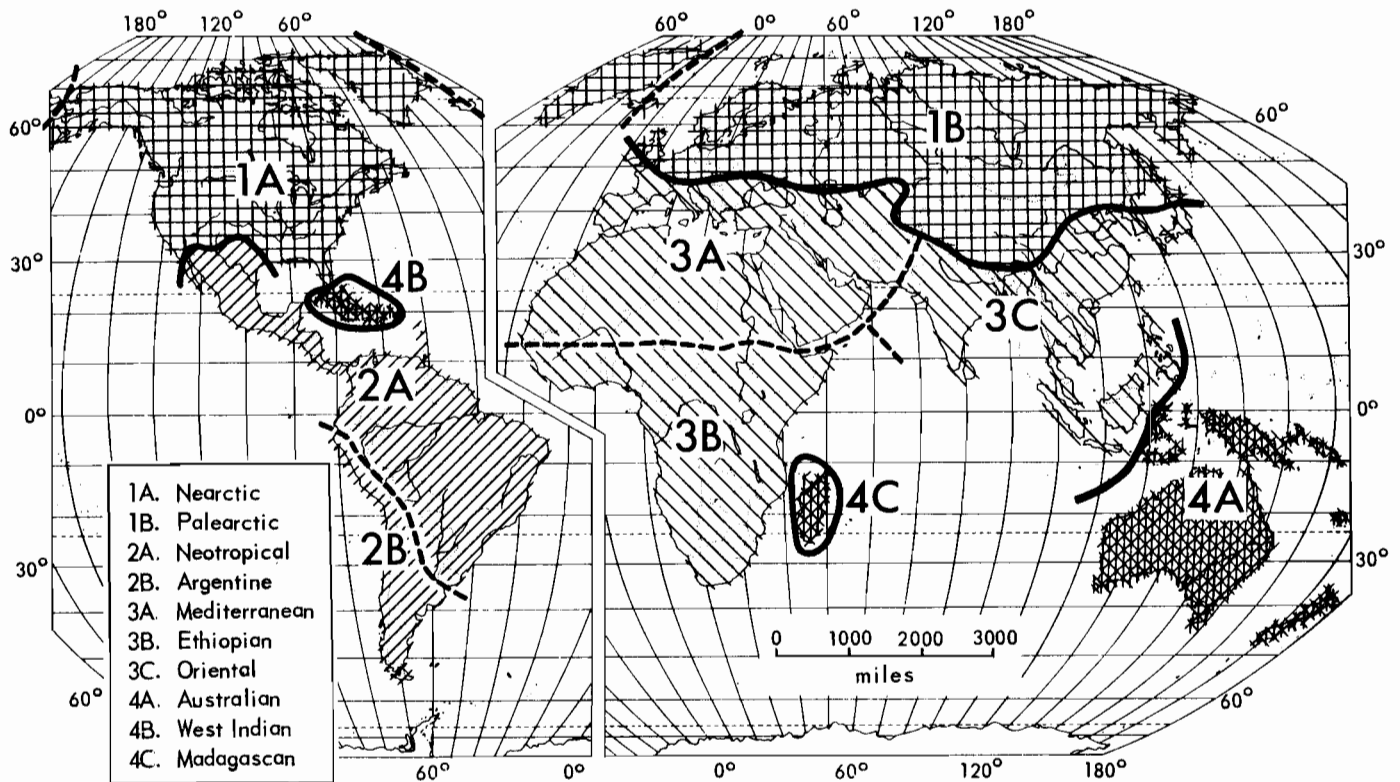 180° 120° 60° 60° 0° 60° 120° 180°
60° 60°
1B
1A
30° 30°
3A
4B
3C
2A
0° 0°
3B
4C
4A
2B
30° 30°
1A. Nearctic
1B. Palearctic
2A. Neotropical
2B. Argentine
3A. Mediterranean
3B. Ethiopian
3C. Oriental
4A. Australian
4B. West Indian
4C. Madagascan
0 1000 2000 3000
miles
60° 60°
60° 0° 0° 60° 120° 180°